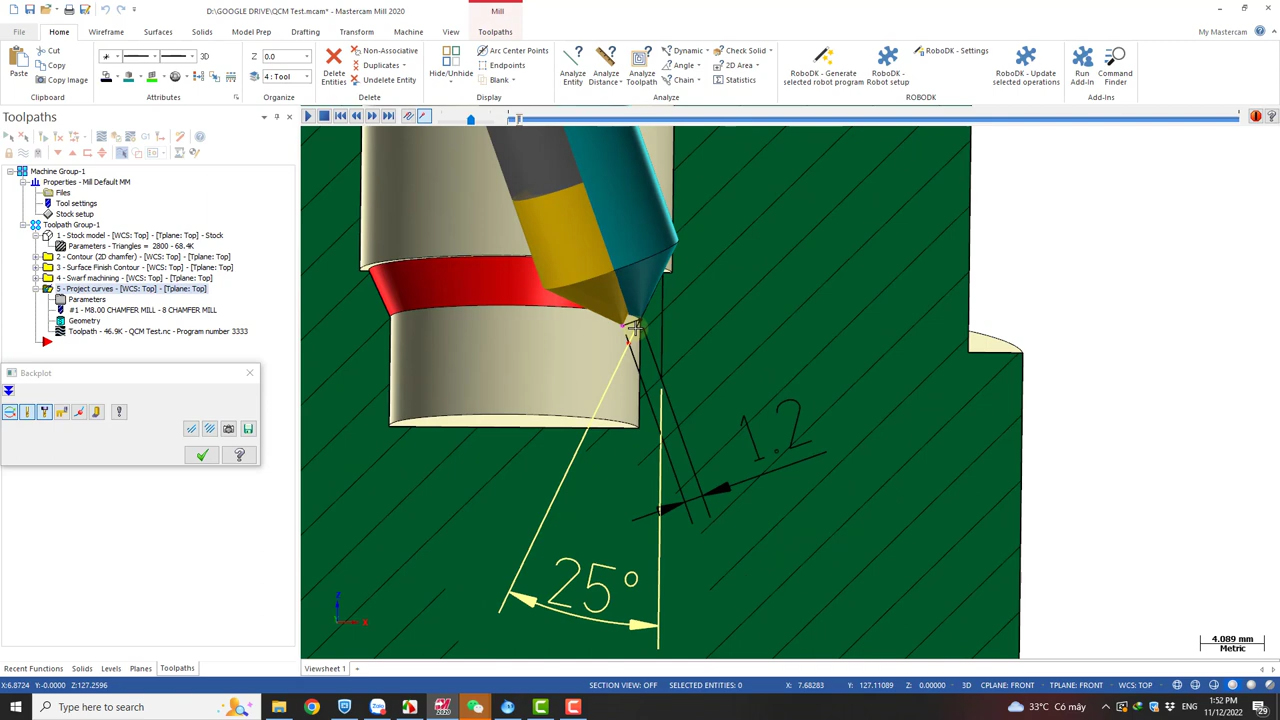 D:\GOOGLE DRIVE\QCM Test.mcam* - Mastercam Mill 2020
Mill
File
Home
Wireframe
Surfaces
Solids
Model Prep
Drafting
Transform
Machine
View
Toolpaths
My Mastercam
Paste
Cut
Copy
Copy Image
Clipboard
3D
Attributes
Z 0.0
4 : Tool
Organize
Delete Entities
Non-Associative
Duplicates
Undelete Entity
Delete
Hide/Unhide
Arc Center Points
Endpoints
Blank
Display
Analyze Entity
Analyze Distance
Analyze Toolpath
Dynamic
Angle
Chain
Check Solid
2D Area
Statistics
Analyze
RoboDK - Generate selected robot program
RoboDK - Robot setup
RoboDK - Settings
RoboDK - Update selected operations
ROBODK
Run Add-in
Command Finder
Add-Ins
Toolpaths
G1
Machine Group-1
Properties - Mill Default MM
Files
Tool settings
Stock setup
Toolpath Group-1
1 - Stock model - [WCS: Top] - [Tplane: Top] - Stock
Parameters - Triangles = 2800 - 68.4K
2 - Contour (2D chamfer) - [WCS: Top] - [Tplane: Top]
3 - Surface Finish Contour - [WCS: Top] - [Tplane: Top]
4 - Swarf machining - [WCS: Top] - [Tplane: Top]
5 - Project curves - [WCS: Top] - [Tplane: Top]
Parameters
#1 - M8.00 CHAMFER MILL - 8 CHAMFER MILL
Geometry
Toolpath - 46.9K - QCM Test.nc - Program number 3333
Backplot
1.2
25°
Z
X
4.089 mm
Metric
Recent Functions
Solids
Levels
Planes
Toolpaths
Viewsheet 1
X:6.8724 Y:-0.0000 Z:127.2596
SECTION VIEW: OFF
SELECTED ENTITIES: 0
X: 7.68283
Y: 127.11089
Z: 0.00000
3D
CPLANE: FRONT
TPLANE: FRONT
WCS: TOP
Type here to search
33°C Có mây
1:52 PM
11/12/2022
29